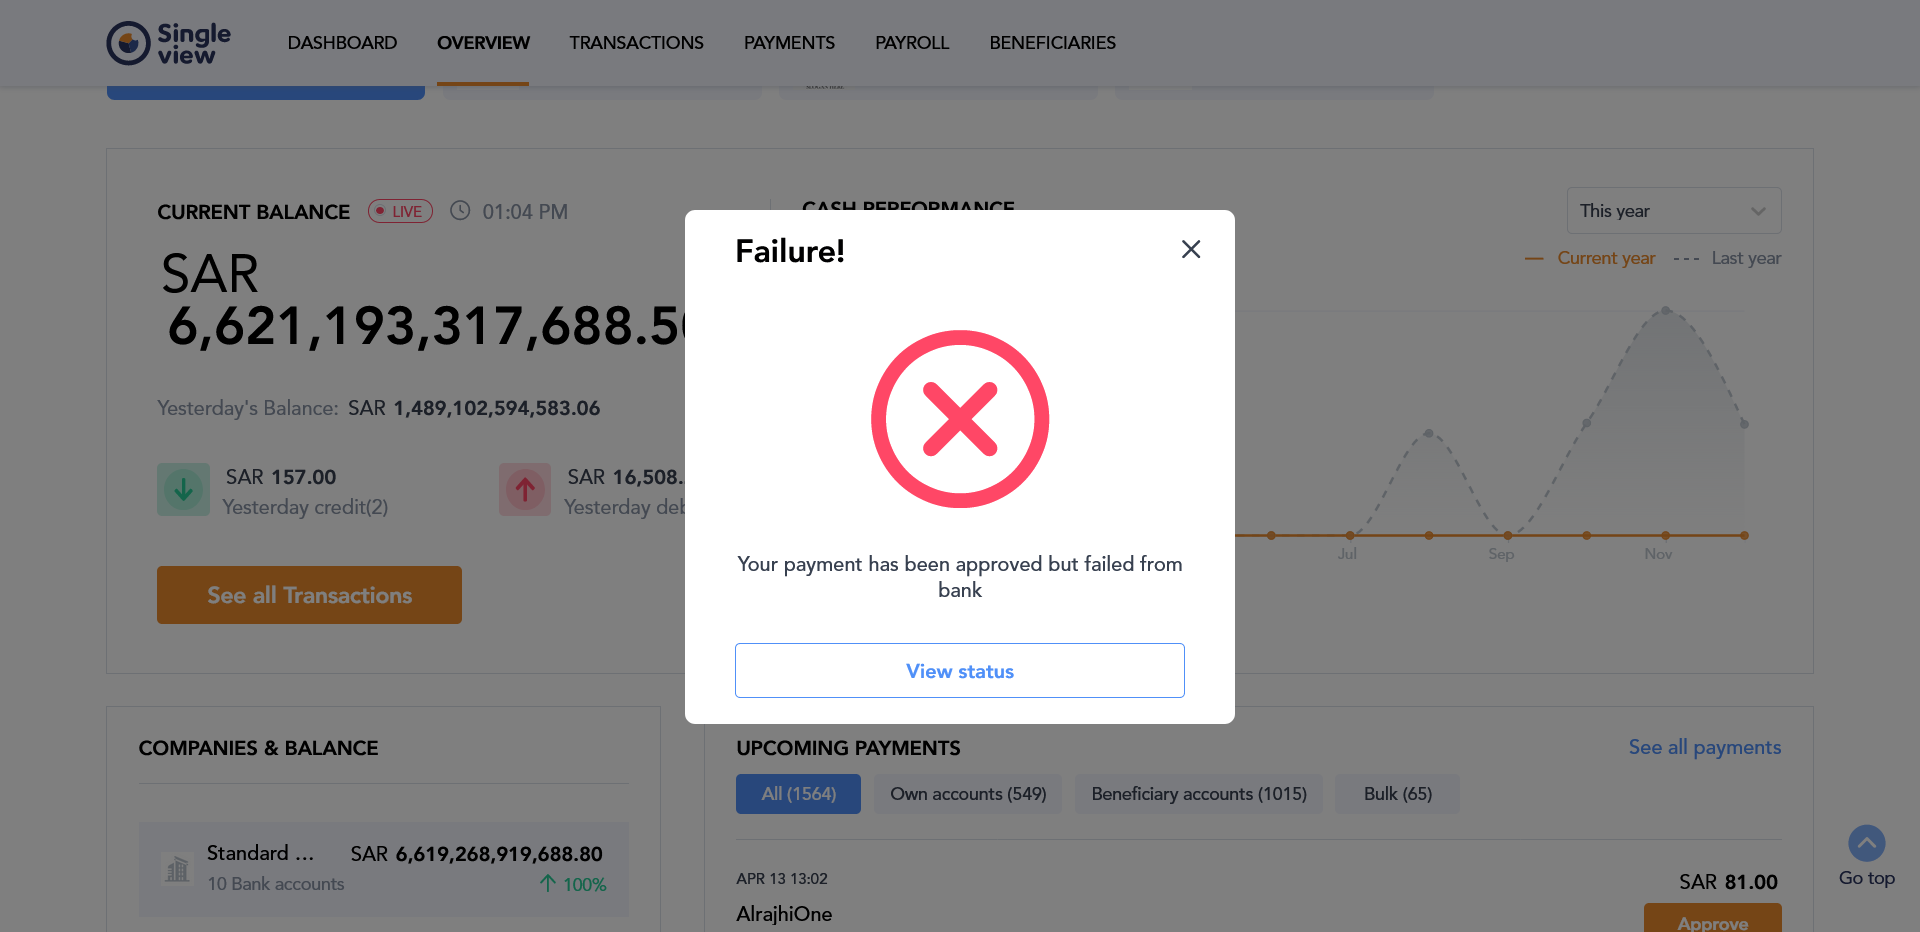 Single
view
DASHBOARD
OVERVIEW
TRANSACTIONS
PAYMENTS
PAYROLL
BENEFICIARIES
CURRENT BALANCE
LIVE
01:04 PM
SAR
6,621,193,317,688.50
Yesterday's Balance: SAR 1,489,102,594,583.06
SAR 157.00
Yesterday credit(2)
SAR 16,508.
Yesterday deb
See all Transactions
CASH PERFORMANCE
This year
Current year
Last year
Jul
Sep
Nov
Failure!
Your payment has been approved but failed from
bank
View status
COMPANIES & BALANCE
Standard ...
SAR 6,619,268,919,688.80
10 Bank accounts
100%
UPCOMING PAYMENTS
See all payments
All (1564)
Own accounts (549)
Beneficiary accounts (1015)
Bulk (65)
APR 13 13:02
SAR 81.00
AlrajhiOne
Approve
Go top